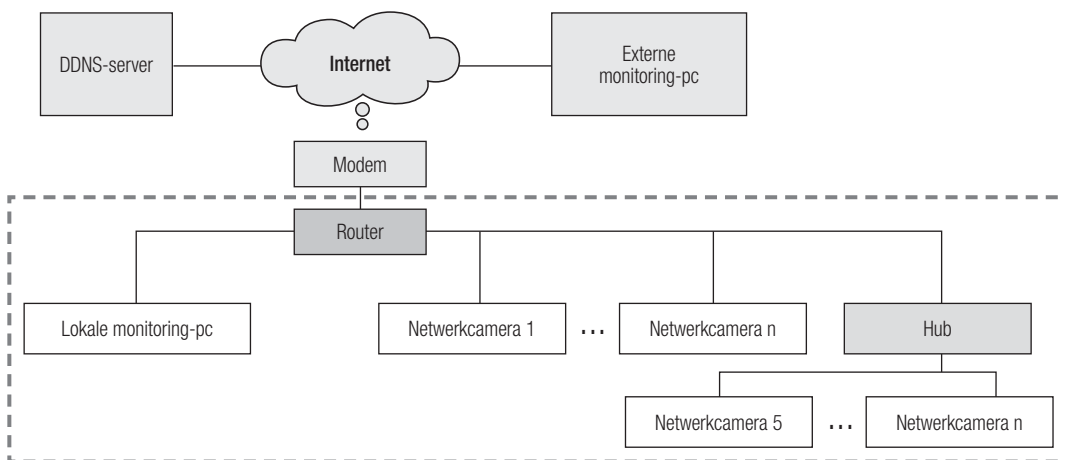 DDNS-server
Internet
Externe
monitoring-pc
Modem
Router
Lokale monitoring-pc
Netwerkcamera 1
...
Netwerkcamera n
Hub
Netwerkcamera 5
...
Netwerkcamera n